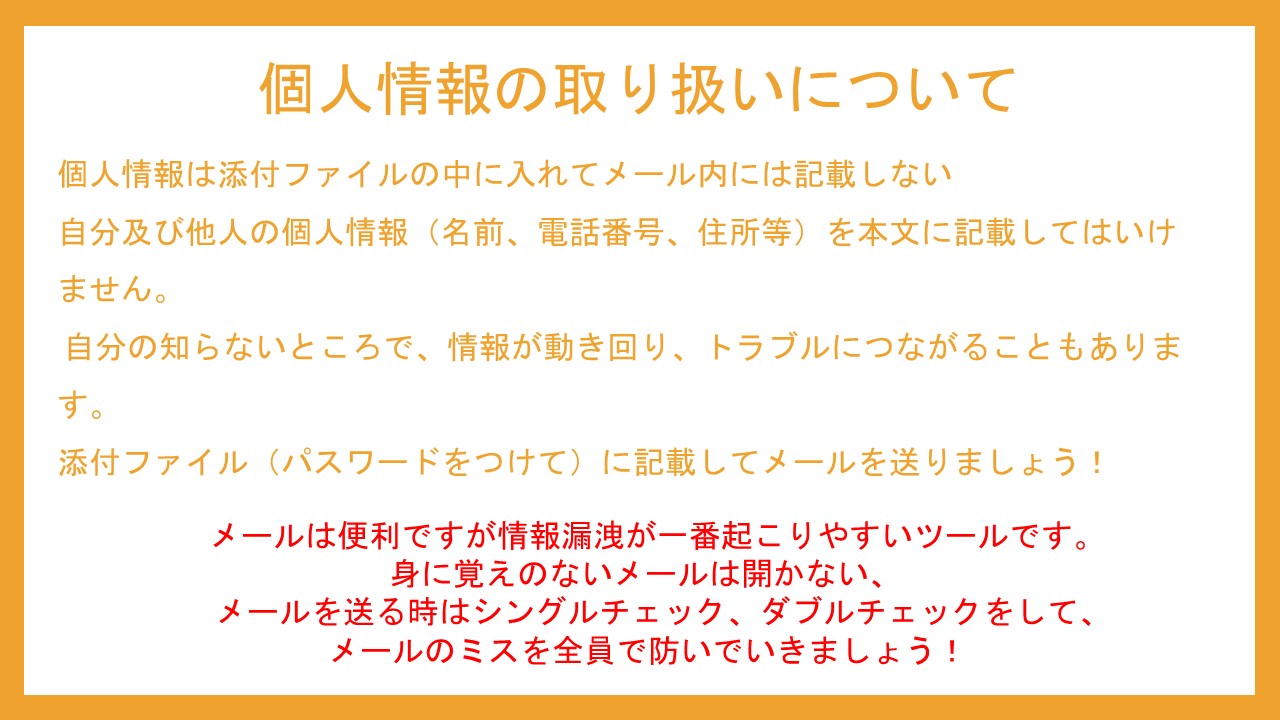 個人情報の取り扱いについて
個人情報は添付ファイルの中に入れてメール内には記載しない
自分及び他人の個人情報（名前、電話番号、住所等）を本文に記載してはいけ
ません。
自分の知らないところで、情報が動き回り、トラブルにつながることもありま
す。
添付ファイル（パスワードをつけて）に記載してメールを送りましょう！
メールは便利ですが情報漏洩が一番起こりやすいツールです。
身に覚えのないメールは開かない、
メールを送る時はシングルチェック、ダブルチェックをして、
メールのミスを全員で防いでいきましょう！